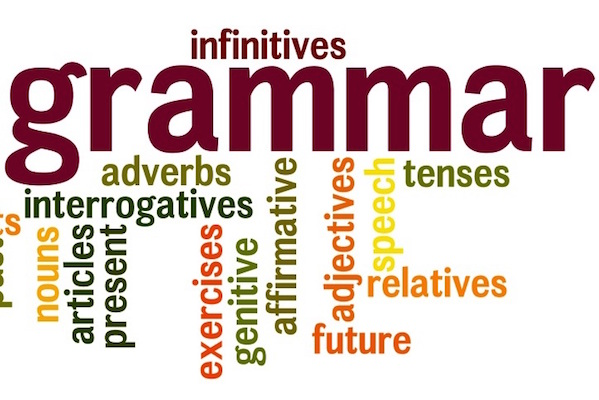 infinitives
grammar
adverbs
tenses
interrogatives
nouns
articles
present
exercises
genitive
affirmative
adjectives
speech
relatives
future